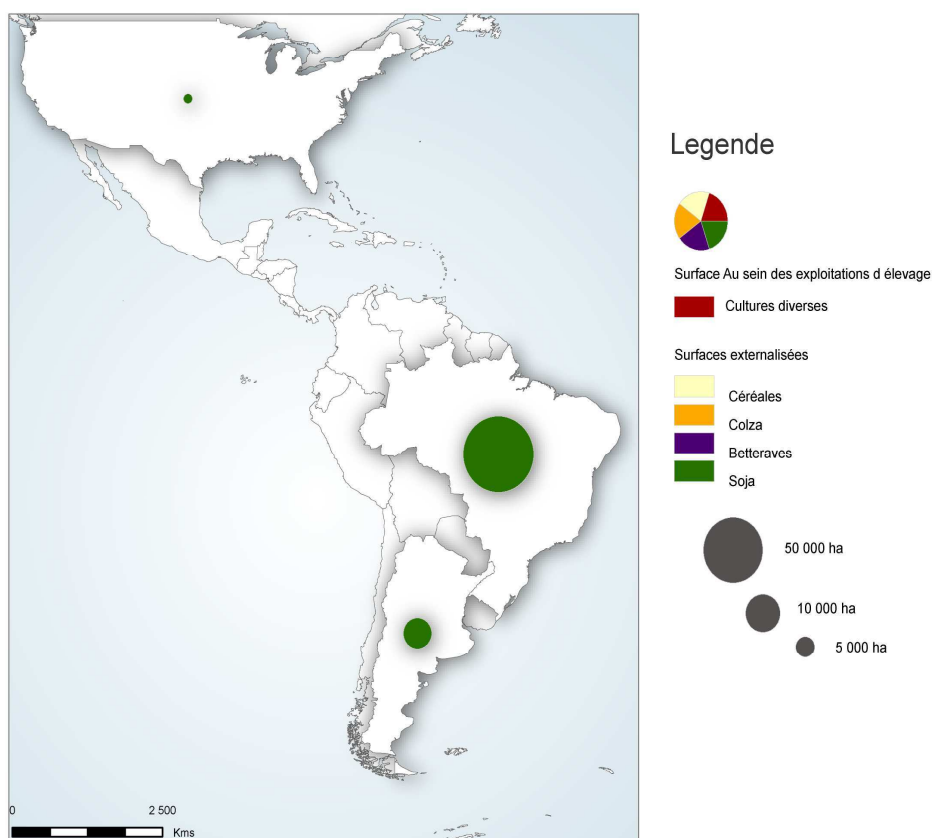 Legende
Surface Au sein des exploitations d élevage
Cultures diverses
Surfaces externalisées
Céréales
Colza
Betteraves
Soja
50 000 ha
10 000 ha
5 000 ha
0 2 500
Kms